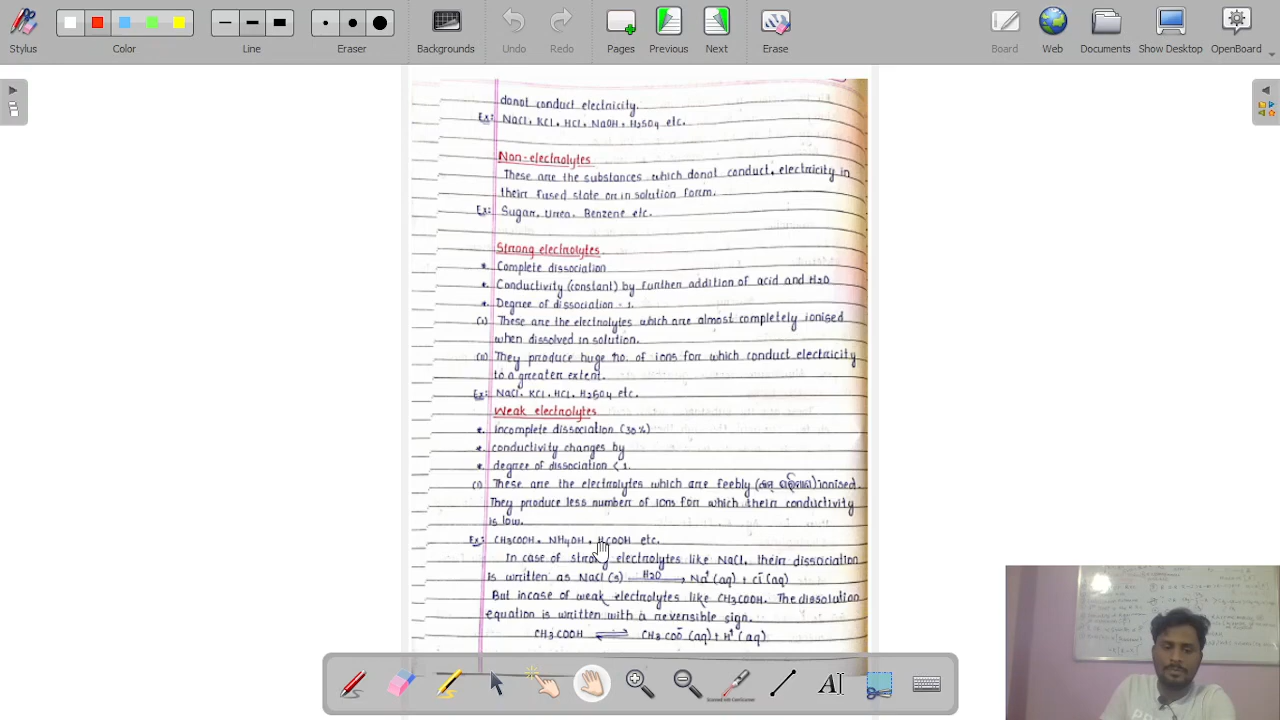 Stylus Color Line Eraser Backgrounds Undo Redo Pages Previous Next Erase Board Web Documents Show Desktop OpenBoard
donot conduct electricity.
Ex: NaCl, KCl, HCl, NaOH, H2SO4 etc.
Non-electrolytes
These are the substances which donot conduct electricity in
their fused state or in solution form.
Ex: Sugar, Urea, Benzene etc.
Strong electrolytes
* Complete dissociation
* Conductivity (constant) by further addition of acid and H2O
* Degree of dissociation = 1.
(i) These are the electrolytes which are almost completely ionised
when dissolved in solution.
(ii) They produce huge no. of ions for which conduct electricity
to a greater extent.
Ex: NaCl, KCl, HCl, H2SO4 etc.
Weak electrolytes
* Incomplete dissociation (30%)
* conductivity changes by
* degree of dissociation < 1.
(i) These are the electrolytes which are feebly ionised.
They produce less number of ions for which their conductivity
is low.
Ex: CH3COOH, NH4OH, HCOOH etc.
In case of strong electrolytes like NaCl, their dissociation
is written as NaCl (s) H2O → Na+ (aq) + Cl- (aq)
But incase of weak electrolytes like CH3COOH. The dissolution
equation is written with a reversible sign.
CH3COOH ⇌ CH3COO- (aq) + H+ (aq)
Scanned with CamScanner